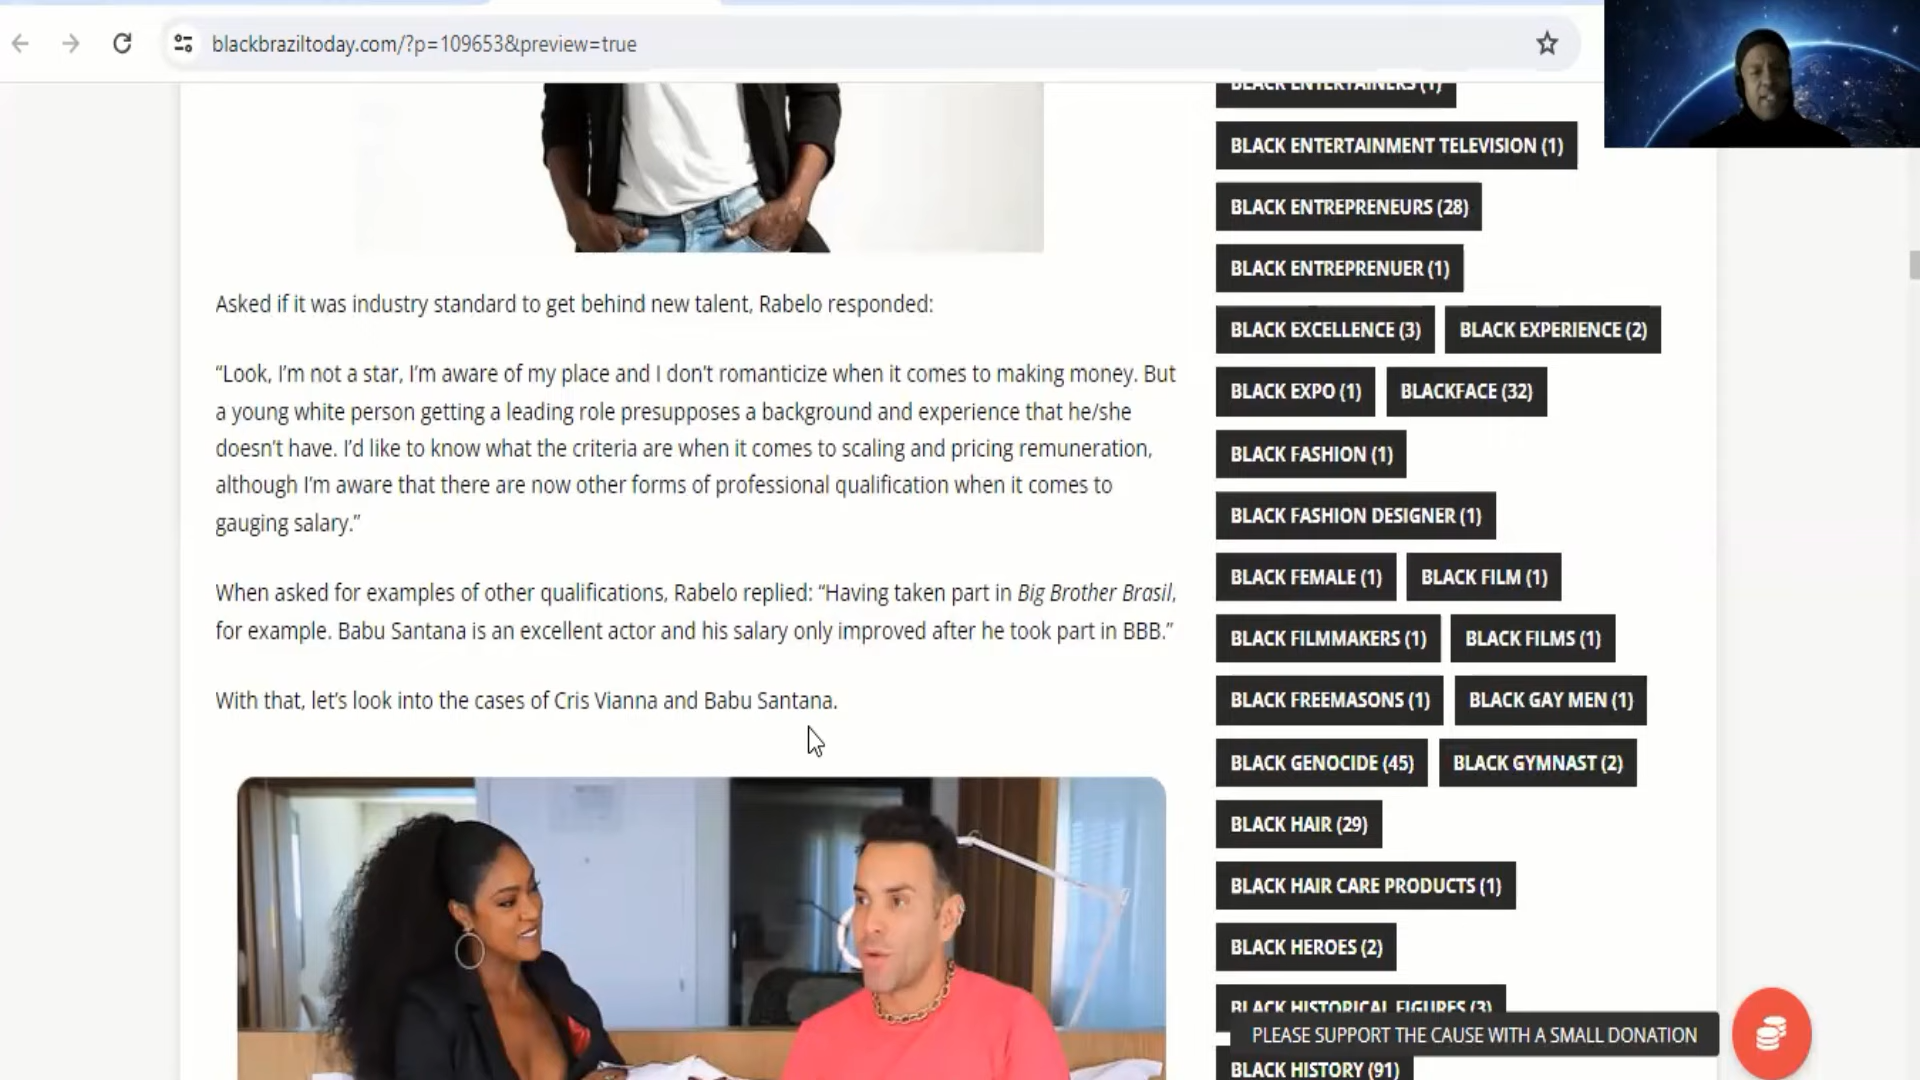 blackbraziltoday.com/?p=109653&preview=true
Asked if it was industry standard to get behind new talent, Rabelo responded:
“Look, I’m not a star, I’m aware of my place and I don’t romanticize when it comes to making money. But
a young white person getting a leading role presupposes a background and experience that he/she
doesn’t have. I’d like to know what the criteria are when it comes to scaling and pricing remuneration,
although I’m aware that there are now other forms of professional qualification when it comes to
gauging salary.”
When asked for examples of other qualifications, Rabelo replied: “Having taken part in Big Brother Brasil,
for example. Babu Santana is an excellent actor and his salary only improved after he took part in BBB.”
With that, let’s look into the cases of Cris Vianna and Babu Santana.
BLACK ENTERTAINERS (1)
BLACK ENTERTAINMENT TELEVISION (1)
BLACK ENTREPRENEURS (28)
BLACK ENTREPRENUER (1)
BLACK EXCELLENCE (3) BLACK EXPERIENCE (2)
BLACK EXPO (1) BLACKFACE (32)
BLACK FASHION (1)
BLACK FASHION DESIGNER (1)
BLACK FEMALE (1) BLACK FILM (1)
BLACK FILMMAKERS (1) BLACK FILMS (1)
BLACK FREEMASONS (1) BLACK GAY MEN (1)
BLACK GENOCIDE (45) BLACK GYMNAST (2)
BLACK HAIR (29)
BLACK HAIR CARE PRODUCTS (1)
BLACK HEROES (2)
BLACK HISTORICAL FIGURES (3)
PLEASE SUPPORT THE CAUSE WITH A SMALL DONATION
BLACK HISTORY (91)